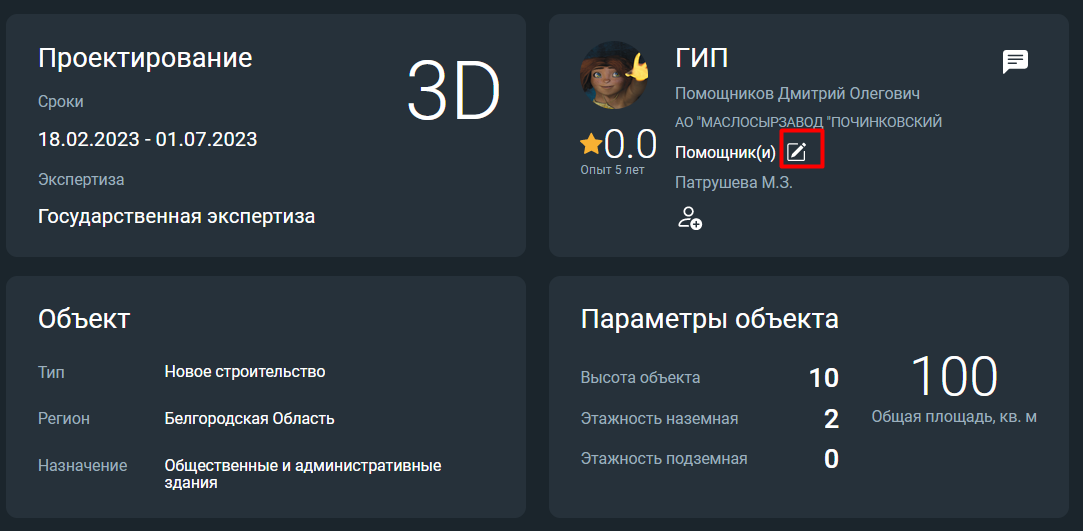 Проектирование
Сроки
18.02.2023 - 01.07.2023
Экспертиза
Государственная экспертиза
3D
ГИП
Помощников Дмитрий Олегович
АО "МАСЛОСЫРЗАВОД "ПОЧИНКОВСКИЙ
0.0
Опыт 5 лет
Помощник(и)
Патрушева М.З.
Объект
Тип
Новое строительство
Регион
Белгородская Область
Назначение
Общественные и административные
здания
Параметры объекта
Высота объекта
10
Этажность наземная
2
Этажность подземная
0
100
Общая площадь, кв. м